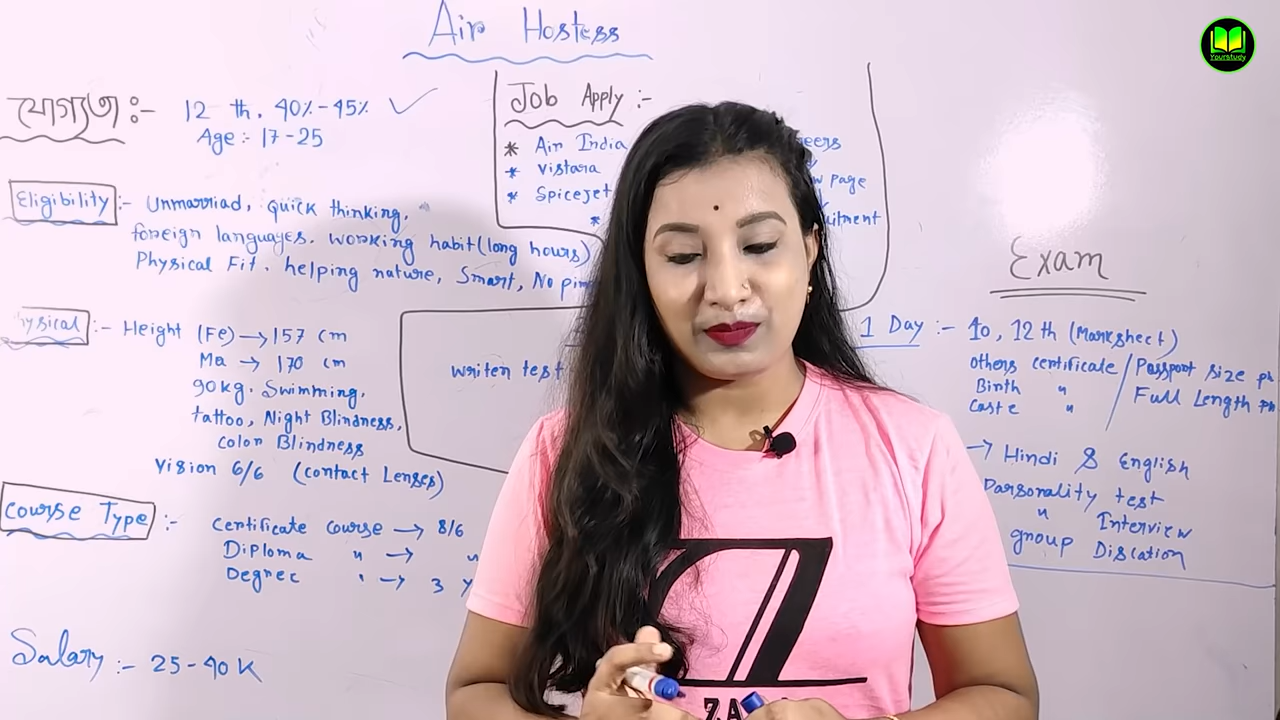 Air Hostess
Yourstudy
যোগ্যতা :- 12 th, 40%-45% ✓
Age :- 17-25
Job Apply :-
* Air India
* Vistara
* Spicejet
*
Eligibility :- Unmarriad, quick thinking,
foreign languages. working habit(long hours)
Physical Fit. helping nature, Smart, No
Physical :- Height (Fe) → 157 cm
Ma → 170 cm
90kg. Swimming,
tattoo, Night Blindness,
Colon Blindness
Vision 6/6 (contact Lenses)
writen test
Course Type :- Certificate course → 8/6
Diploma " → "
Degree " → 3
Salary :- 25-40 K
Exam
1 Day :- 10, 12 th (Marksheet)
others certificate / Passport size
Birth " Full Length
Caste "
→ Hindi & English
Parsonality test
" Interview
group Discation
ZA